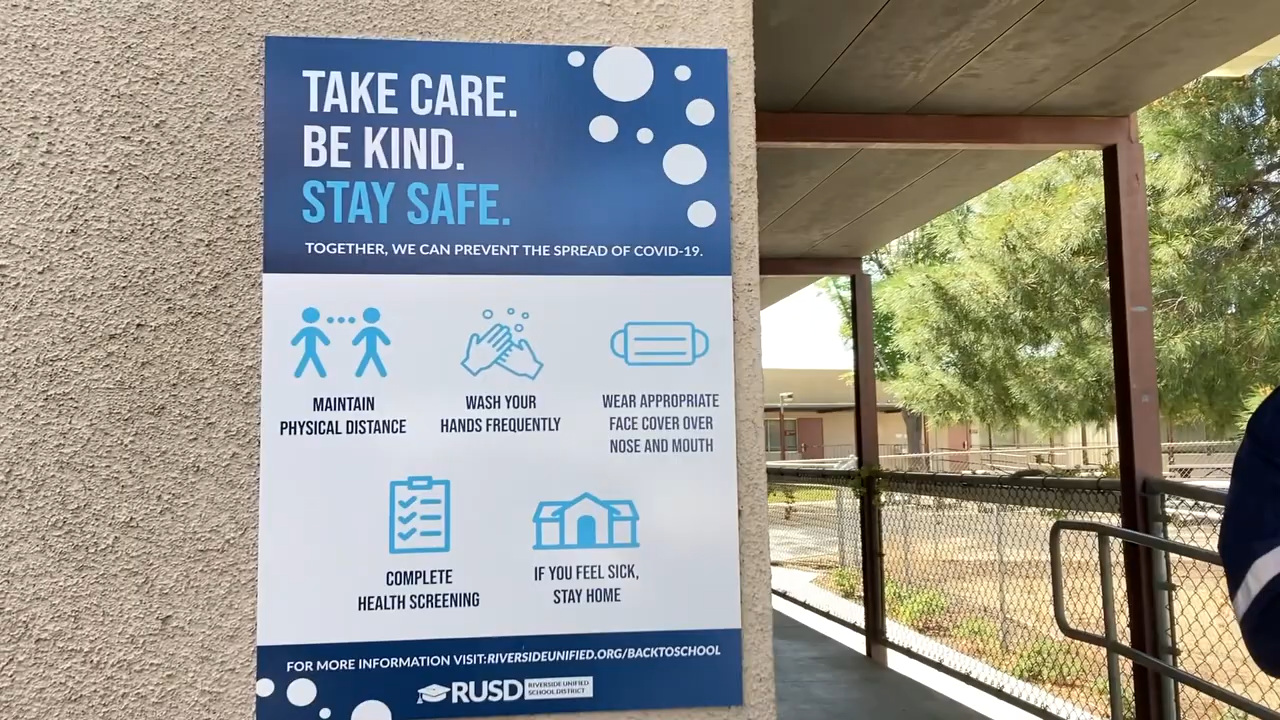 TAKE CARE.
BE KIND.
STAY SAFE.
TOGETHER, WE CAN PREVENT THE SPREAD OF COVID-19.
MAINTAIN
PHYSICAL DISTANCE
WASH YOUR
HANDS FREQUENTLY
WEAR APPROPRIATE
FACE COVER OVER
NOSE AND MOUTH
COMPLETE
HEALTH SCREENING
IF YOU FEEL SICK,
STAY HOME
FOR MORE INFORMATION VISIT:RIVERSIDEUNIFIED.ORG/BACKTOSCHOOL
RUSD
RIVERSIDE UNIFIED
SCHOOL DISTRICT